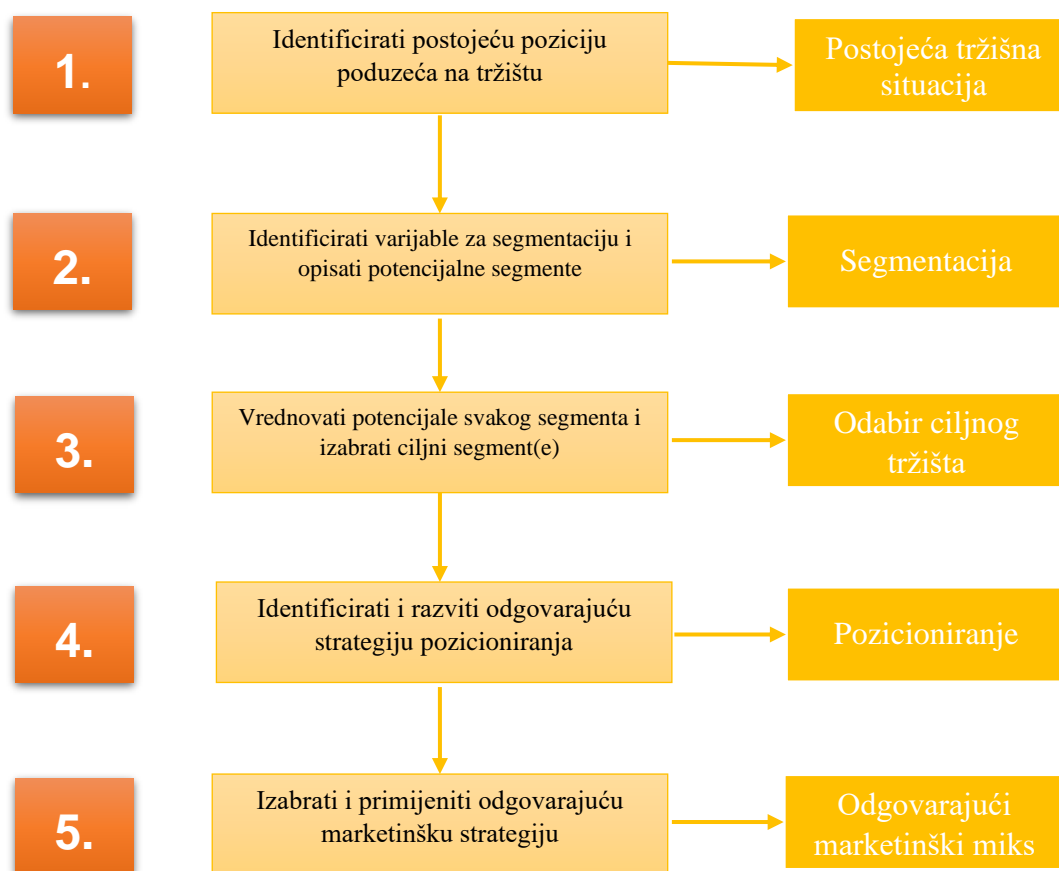 1.
Identificirati postojeću poziciju
poduzeća na tržištu
Postojeća tržišna
situacija
2.
Identificirati varijable za segmentaciju i
opisati potencijalne segmente
Segmentacija
3.
Vrednovati potencijale svakog segmenta i
izabrati ciljni segment(e)
Odabir ciljnog
tržišta
4.
Identificirati i razviti odgovarajuću
strategiju pozicioniranja
Pozicioniranje
5.
Izabrati i primijeniti odgovarajuću
marketinšku strategiju
Odgovarajući
marketinški miks